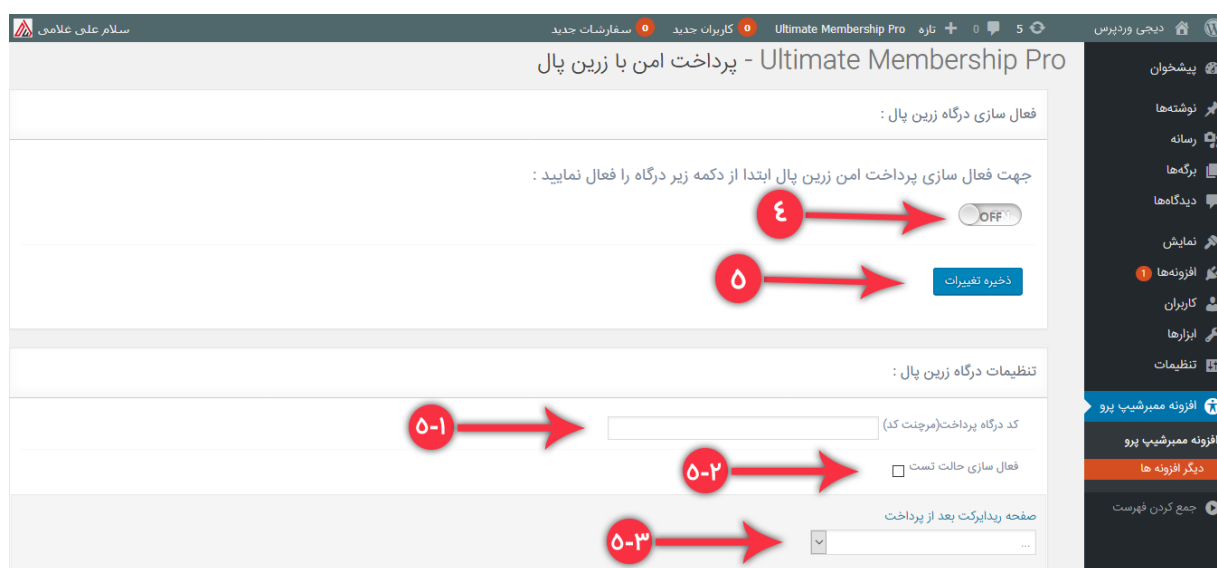 دیجی وردپرس 5 0 تازه Ultimate Membership Pro 0 کاربران جدید 0 سفارشات جدید سلام علی غلامی
پیشخوان
نوشته‌ها
رسانه
برگه‌ها
دیدگاه‌ها
نمایش
افزونه‌ها 1
کاربران
ابزارها
تنظیمات
افزونه ممبرشیپ پرو
افزونه ممبرشیپ پرو
دیگر افزونه ها
جمع کردن فهرست
Ultimate Membership Pro - پرداخت امن با زرین پال
فعال سازی درگاه زرین پال :
جهت فعال سازی پرداخت امن زرین پال ابتدا از دکمه زیر درگاه را فعال نمایید :
OFF
۴
ذخیره تغییرات
۵
تنظیمات درگاه زرین پال :
کد درگاه پرداخت(مرچنت کد)
۵-۱
فعال سازی حالت تست
۵-۲
صفحه ریدایرکت بعد از پرداخت
...
۵-۳